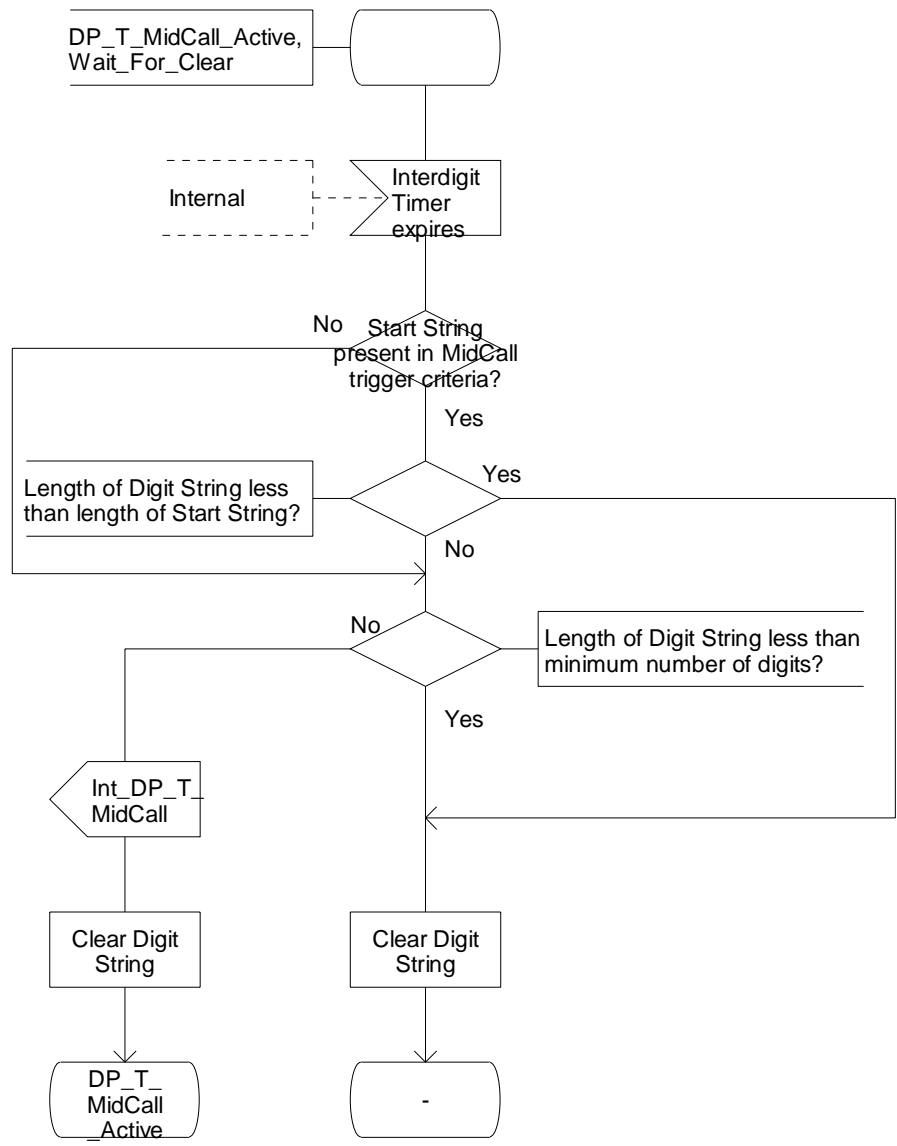 DP_T_MidCall_Active,
Wait_For_Clear
Internal
Interdigit
Timer
expires
No
Start String
present in MidCall
trigger criteria?
Yes
Length of Digit String less
than length of Start String?
Yes
No
No
Length of Digit String less than
minimum number of digits?
Yes
Int_DP_T_
MidCall
Clear Digit
String
Clear Digit
String
DP_T_
MidCall
_Active
-